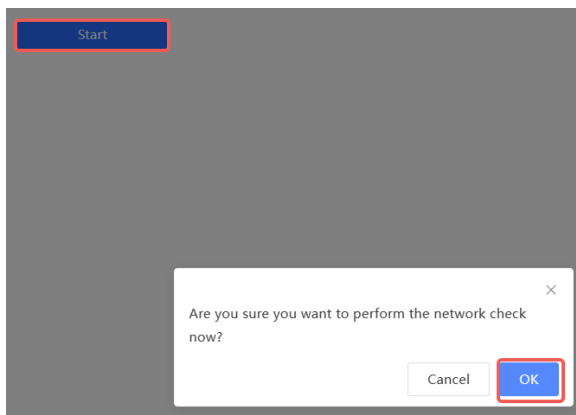 Start
Are you sure you want to perform the network check
now?
Cancel
OK